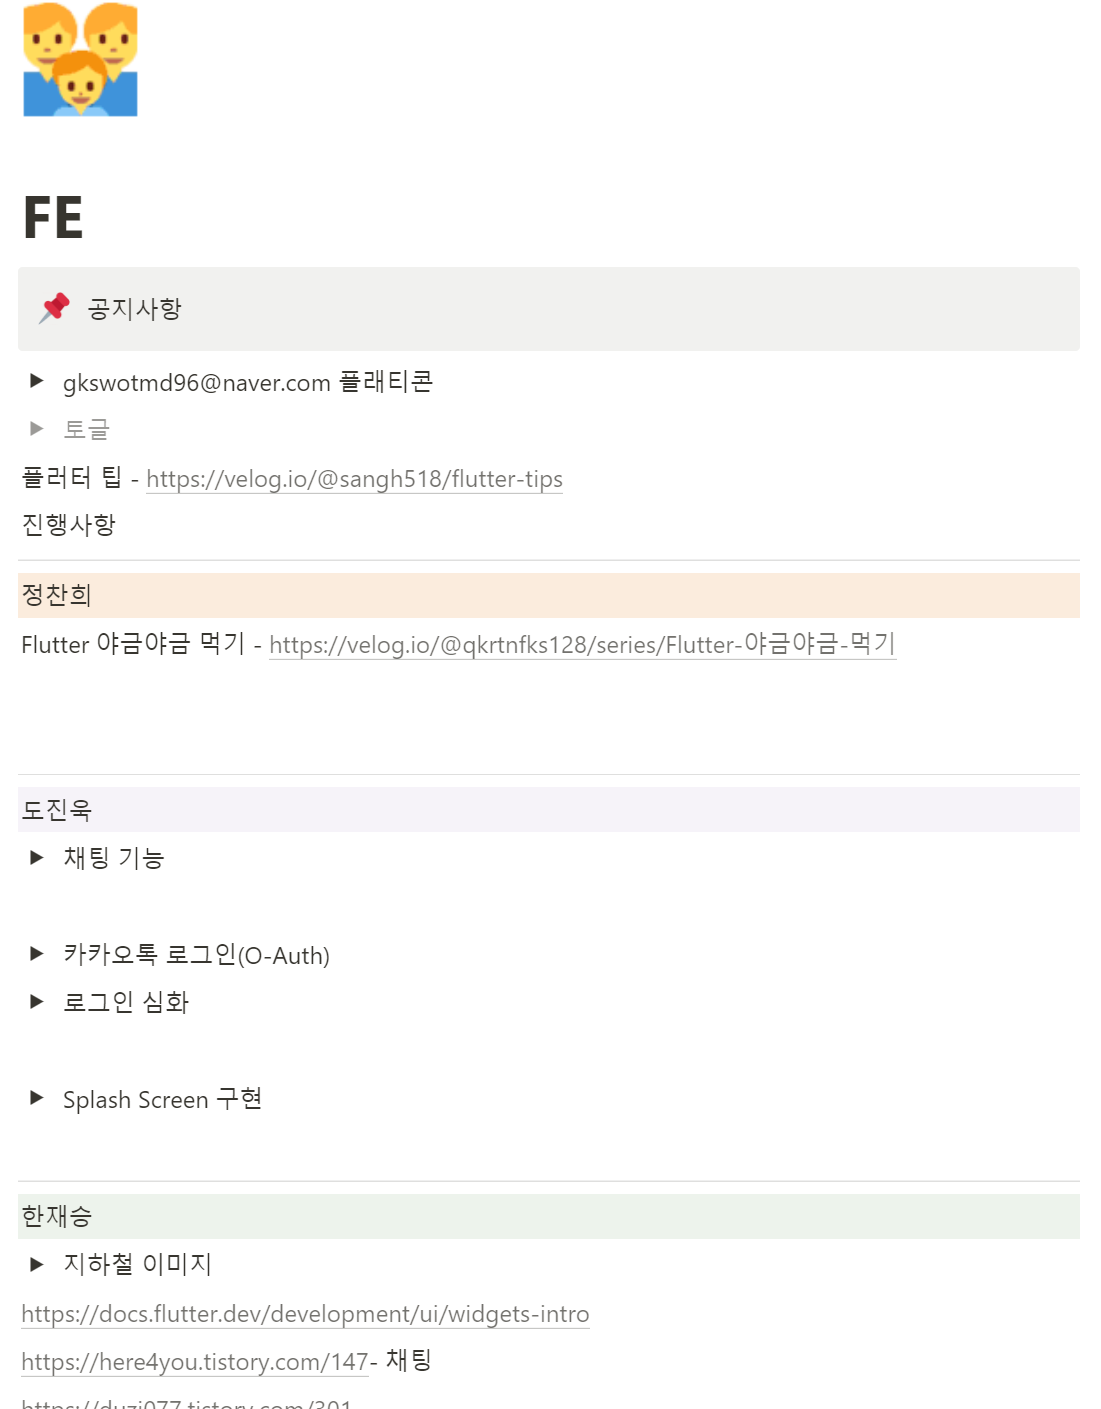 FE
공지사항
gkswotmd96@naver.com 플래티콘
토글
플러터 팁 - https://velog.io/@sangh518/flutter-tips
진행사항
정찬희
Flutter 야금야금 먹기 - https://velog.io/@qkrtnfks128/series/Flutter-야금야금-먹기
도진욱
채팅 기능
카카오톡 로그인(O-Auth)
로그인 심화
Splash Screen 구현
한재승
지하철 이미지
https://docs.flutter.dev/development/ui/widgets-intro
https://here4you.tistory.com/147- 채팅